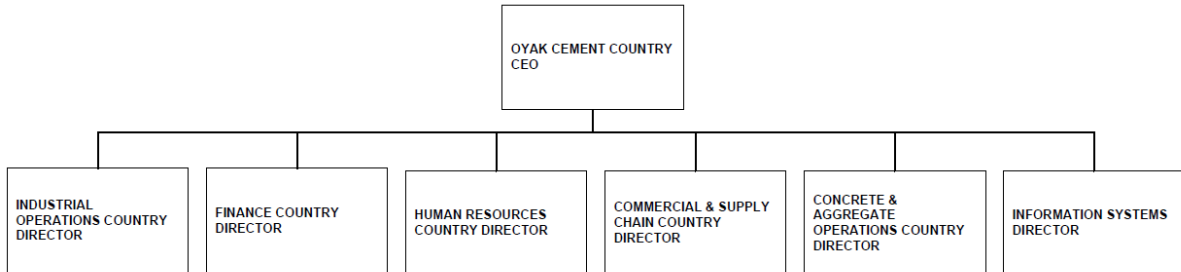 OYAK CEMENT COUNTRY
CEO
INDUSTRIAL
OPERATIONS COUNTRY
DIRECTOR
FINANCE COUNTRY
DIRECTOR
HUMAN RESOURCES
COUNTRY DIRECTOR
COMMERCIAL & SUPPLY
CHAIN COUNTRY
DIRECTOR
CONCRETE &
AGGREGATE
OPERATIONS COUNTRY
DIRECTOR
INFORMATION SYSTEMS
DIRECTOR